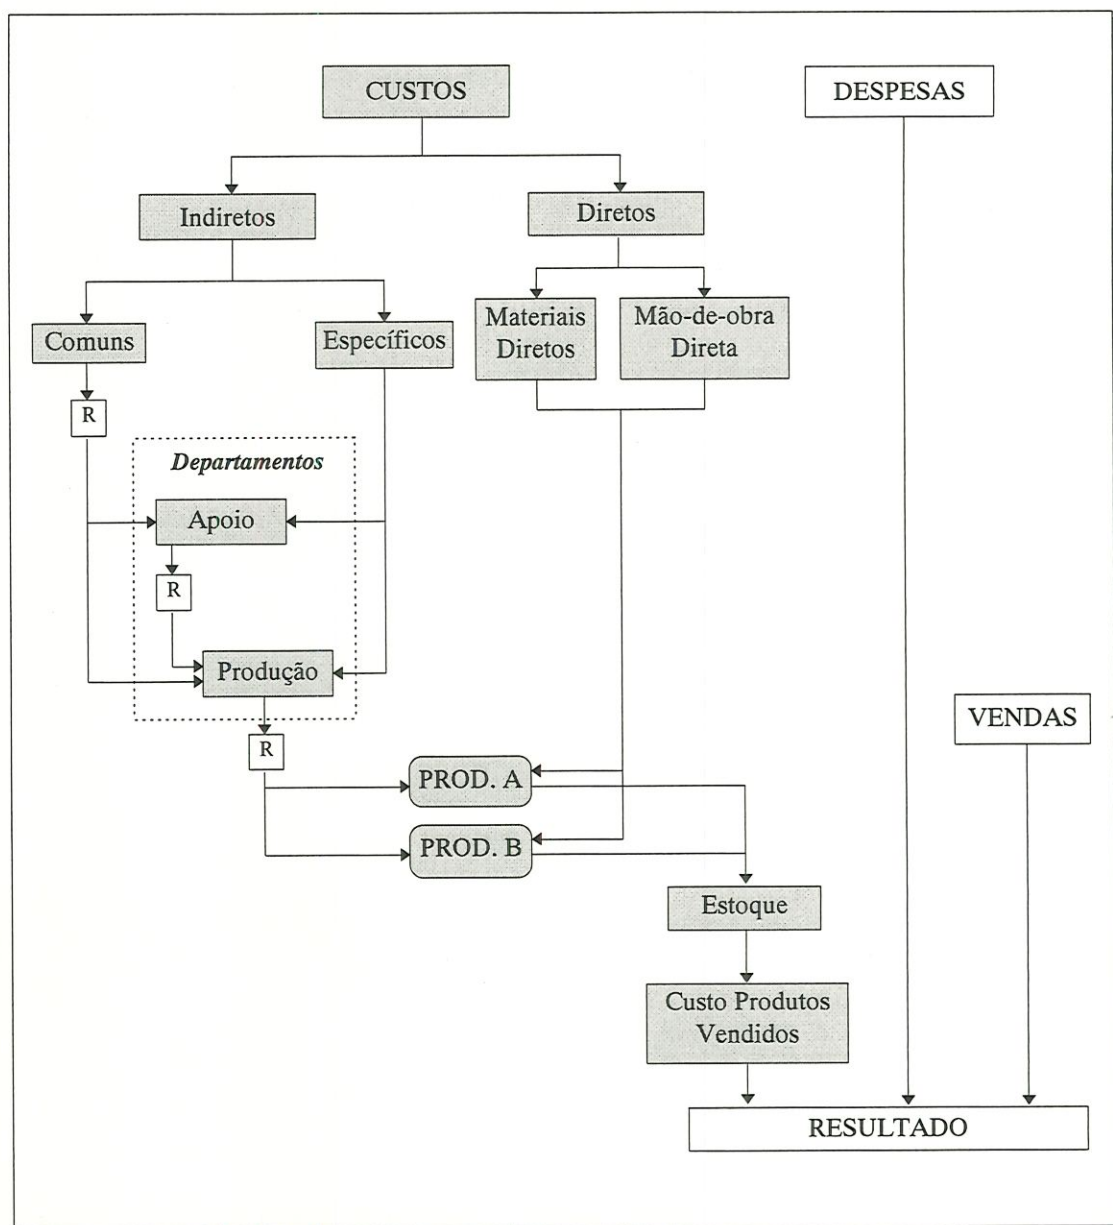 CUSTOS
DESPESAS
Indiretos
Diretos
Comuns
Específicos
Materiais
Diretos
Mão-de-obra
Direta
R
Departamentos
Apoio
R
Produção
R
VENDAS
PROD. A
PROD. B
Estoque
Custo Produtos
Vendidos
RESULTADO